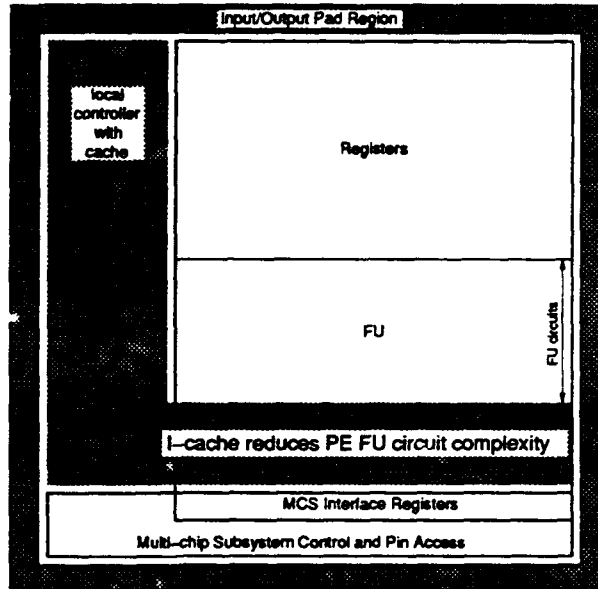 Input/Output Pad Region
local
controller
with
cache
Registers
FU
FU circuits
I-cache reduces PE FU circuit complexity
MCS Interface Registers
Multi-chip Subsystem Control and Pin Access